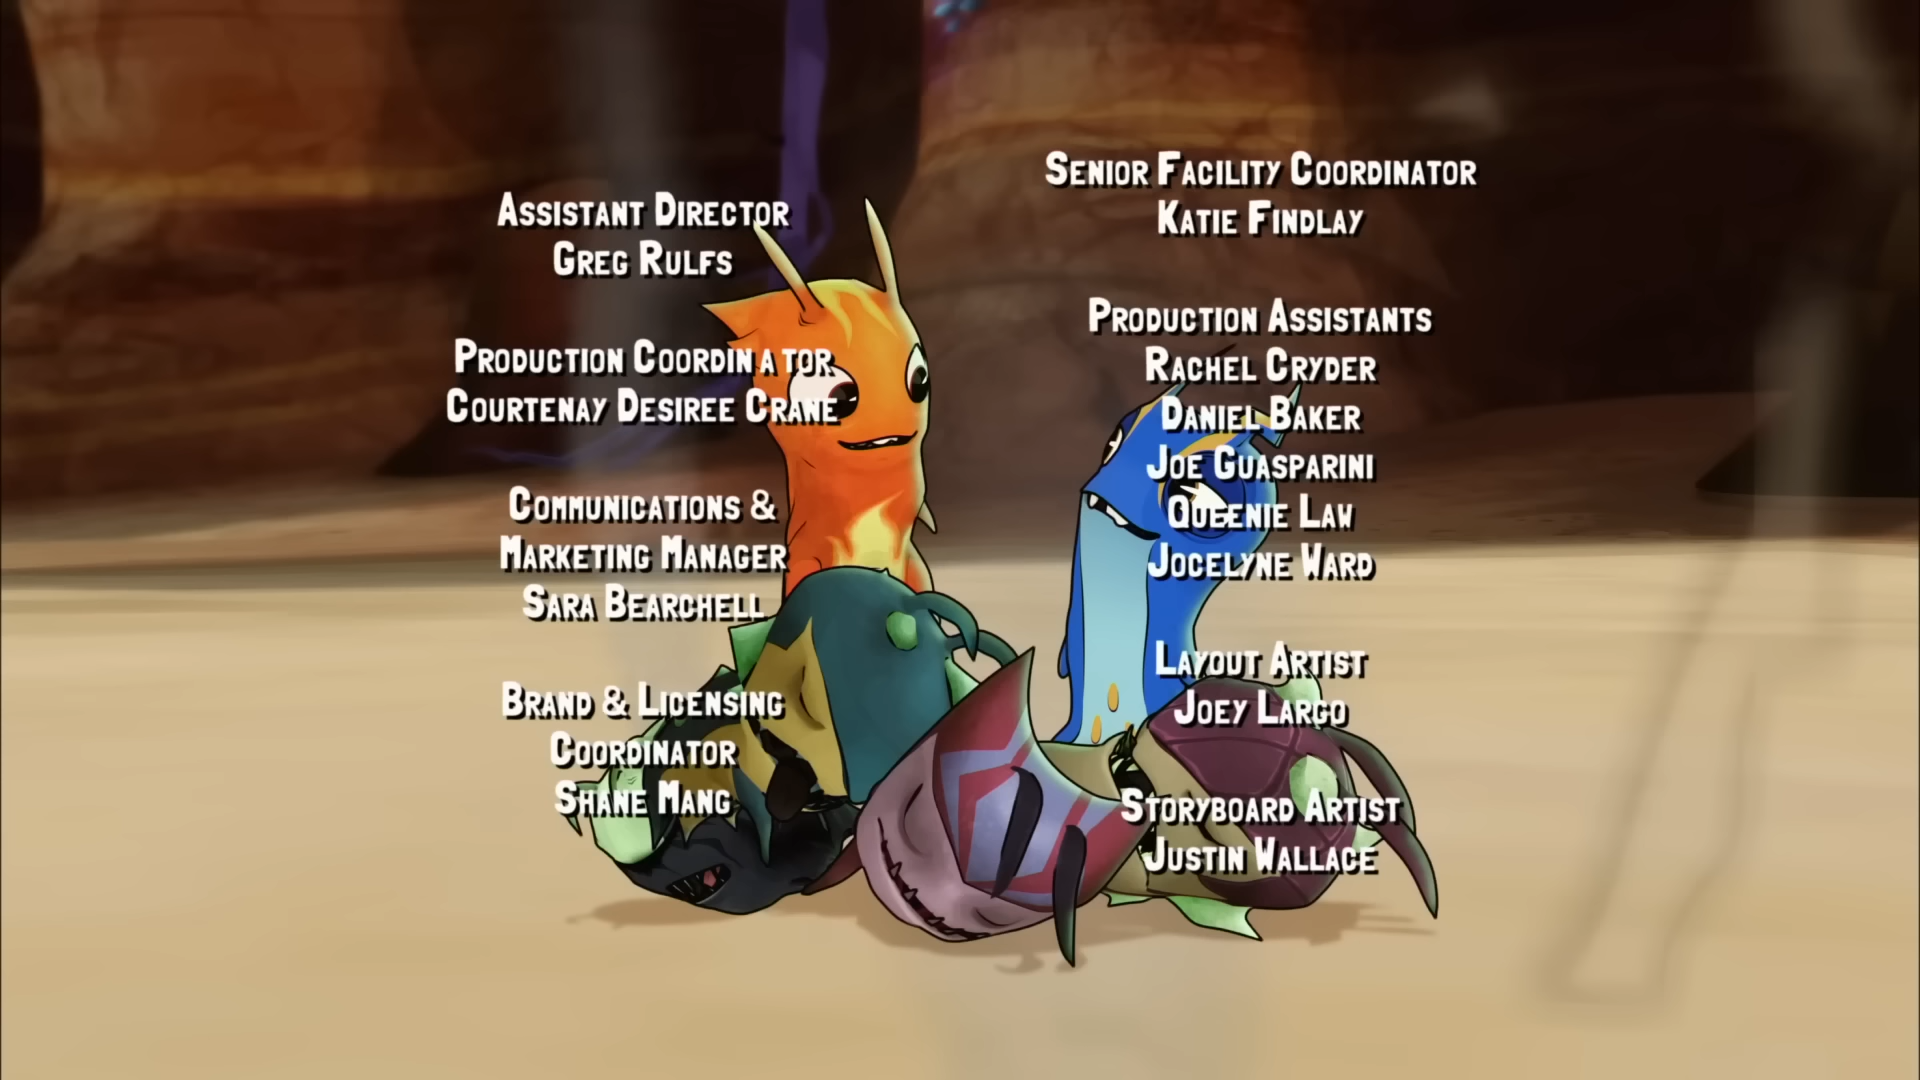 Assistant Director
Greg Rulfs
Production Coordinator
Courtenay Desiree Crane
Communications &
Marketing Manager
Sara Bearchell
Brand & Licensing
Coordinator
Shane Mang
Senior Facility Coordinator
Katie Findlay
Production Assistants
Rachel Cryder
Daniel Baker
Joe Guasparini
Queenie Law
Jocelyne Ward
Layout Artist
Joey Largo
Storyboard Artist
Justin Wallace